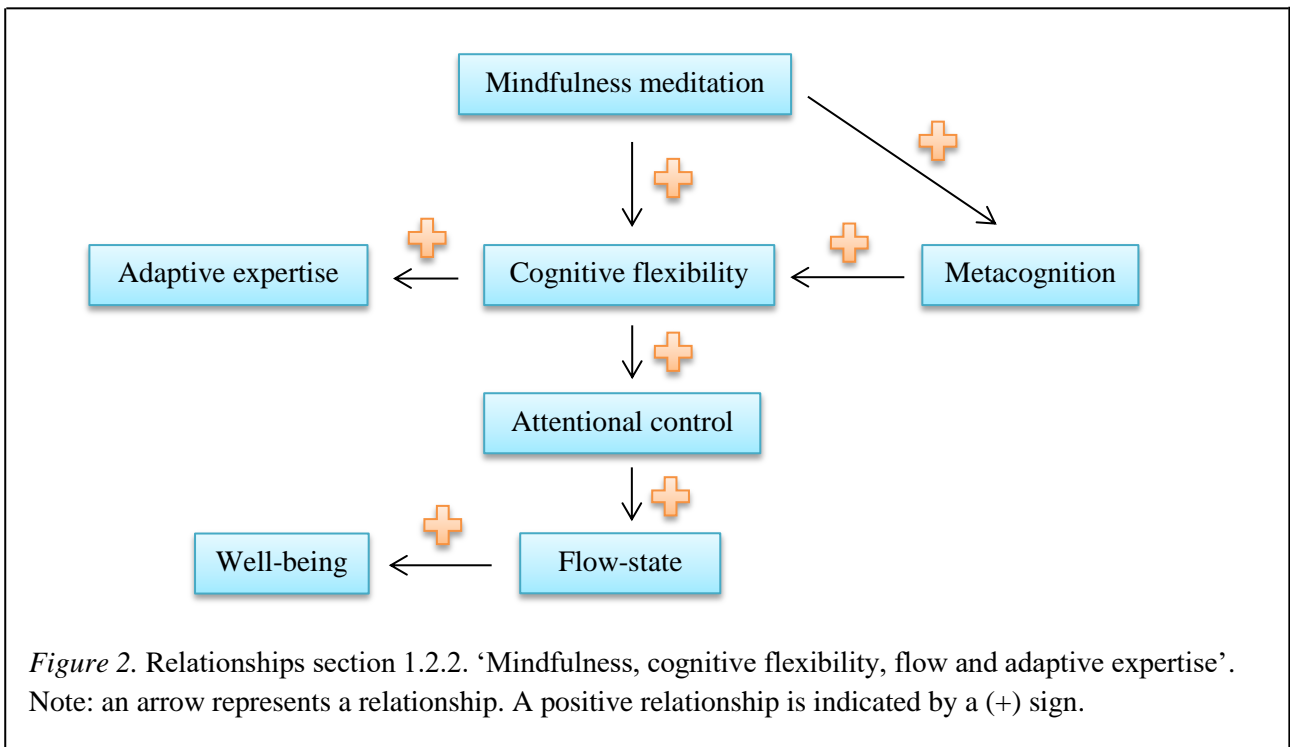 Mindfulness meditation
Adaptive expertise
Cognitive flexibility
Metacognition
Attentional control
Well-being
Flow-state
Figure 2. Relationships section 1.2.2. ‘Mindfulness, cognitive flexibility, flow and adaptive expertise’.
Note: an arrow represents a relationship. A positive relationship is indicated by a (+) sign.